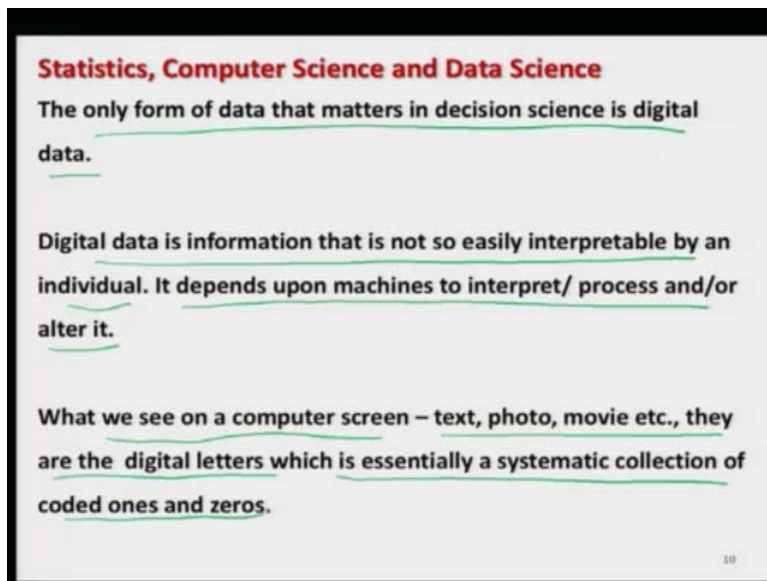 Statistics, Computer Science and Data Science
The only form of data that matters in decision science is digital
data.
Digital data is information that is not so easily interpretable by an
individual. It depends upon machines to interpret/ process and/or
alter it.
What we see on a computer screen – text, photo, movie etc., they
are the digital letters which is essentially a systematic collection of
coded ones and zeros.
10